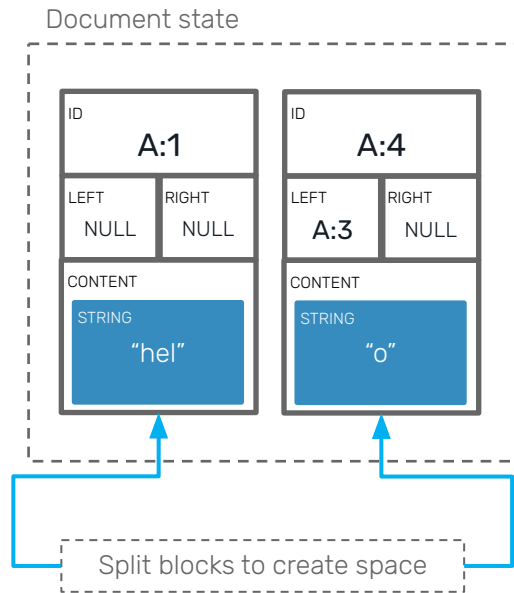 Document state
ID
A:1
LEFT
NULL
RIGHT
NULL
CONTENT
STRING
“hel”
ID
A:4
LEFT
A:3
RIGHT
NULL
CONTENT
STRING
“o”
Split blocks to create space